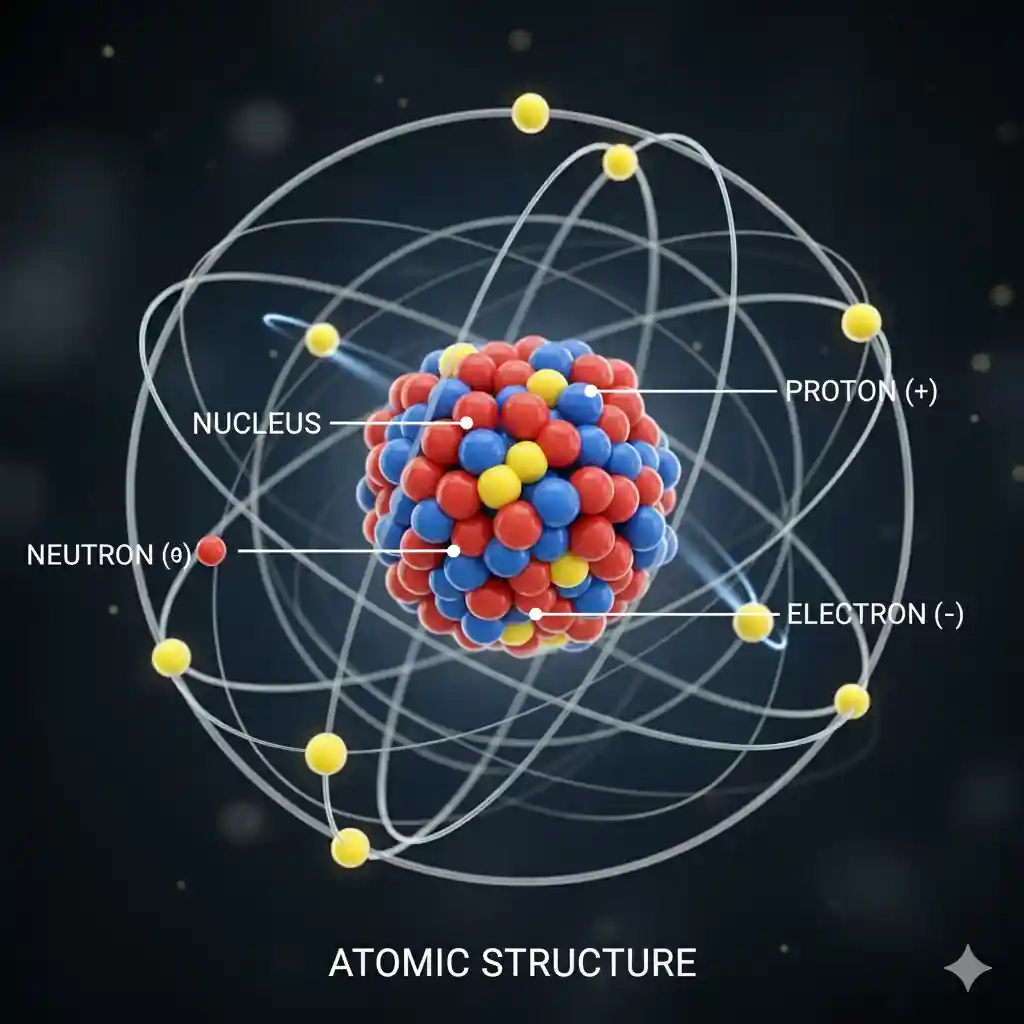 PROTON (+)
NUCLEUS
NEUTRON (θ)
ELECTRON (-)
ATOMIC STRUCTURE